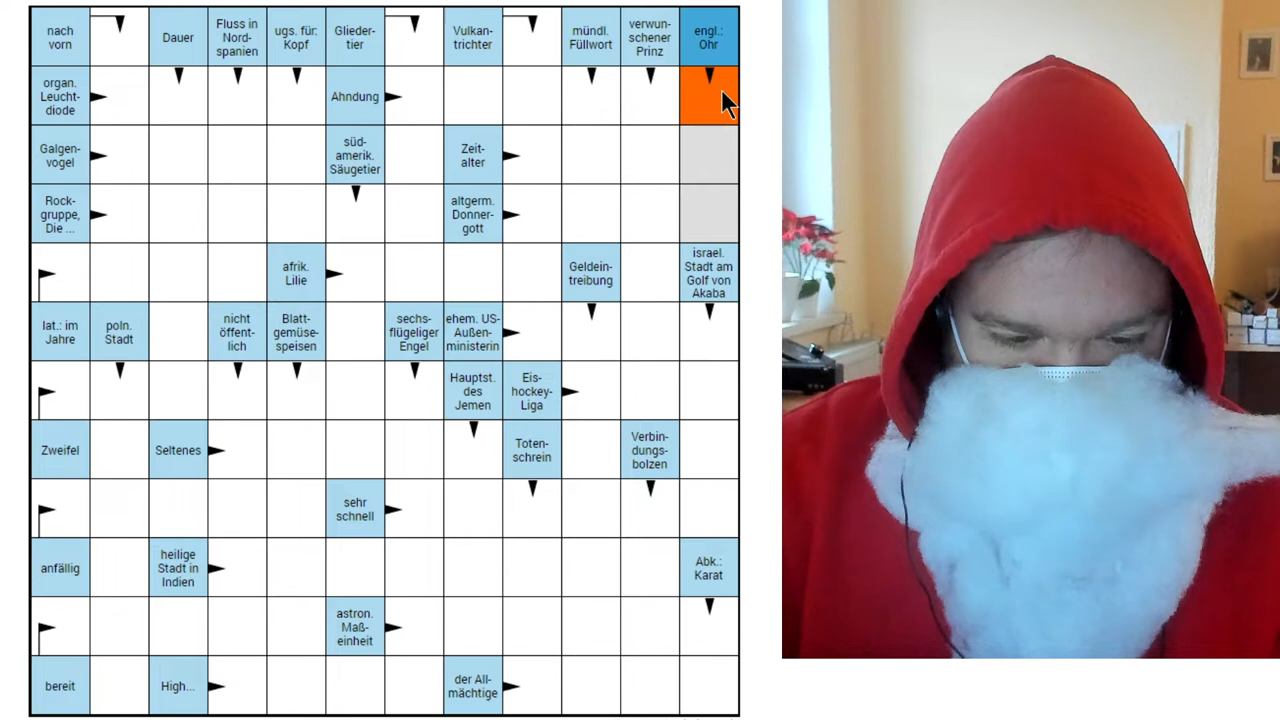 nach
vorn
Dauer
Fluss in
Nord-
spanien
ugs. für:
Kopf
Glieder-
tier
Vulkan-
trichter
mündl.
Füllwort
verwun-
schener
Prinz
engl.:
Ohr
organ.
Leucht-
diode
Ahndung
Galgen-
vogel
süd-
amerik.
Säugetier
Zeit-
alter
Rock-
gruppe,
Die ...
altgerm.
Donner-
gott
afrik.
Lilie
Geldein-
treibung
israel.
Stadt am
Golf von
Akaba
lat.: im
Jahre
poln.
Stadt
nicht
öffent-
lich
Blatt-
gemüse-
speisen
sechs-
flügeliger
Engel
ehem. US-
Außen-
ministerin
Hauptst.
des
Jemen
Eis-
hockey-
Liga
Zweifel
Seltenes
Toten-
schrein
Verbin-
dungs-
bolzen
sehr
schnell
anfällig
heilige
Stadt in
Indien
Abk.:
Karat
astron.
Maß-
einheit
bereit
High...
der All-
mächtige